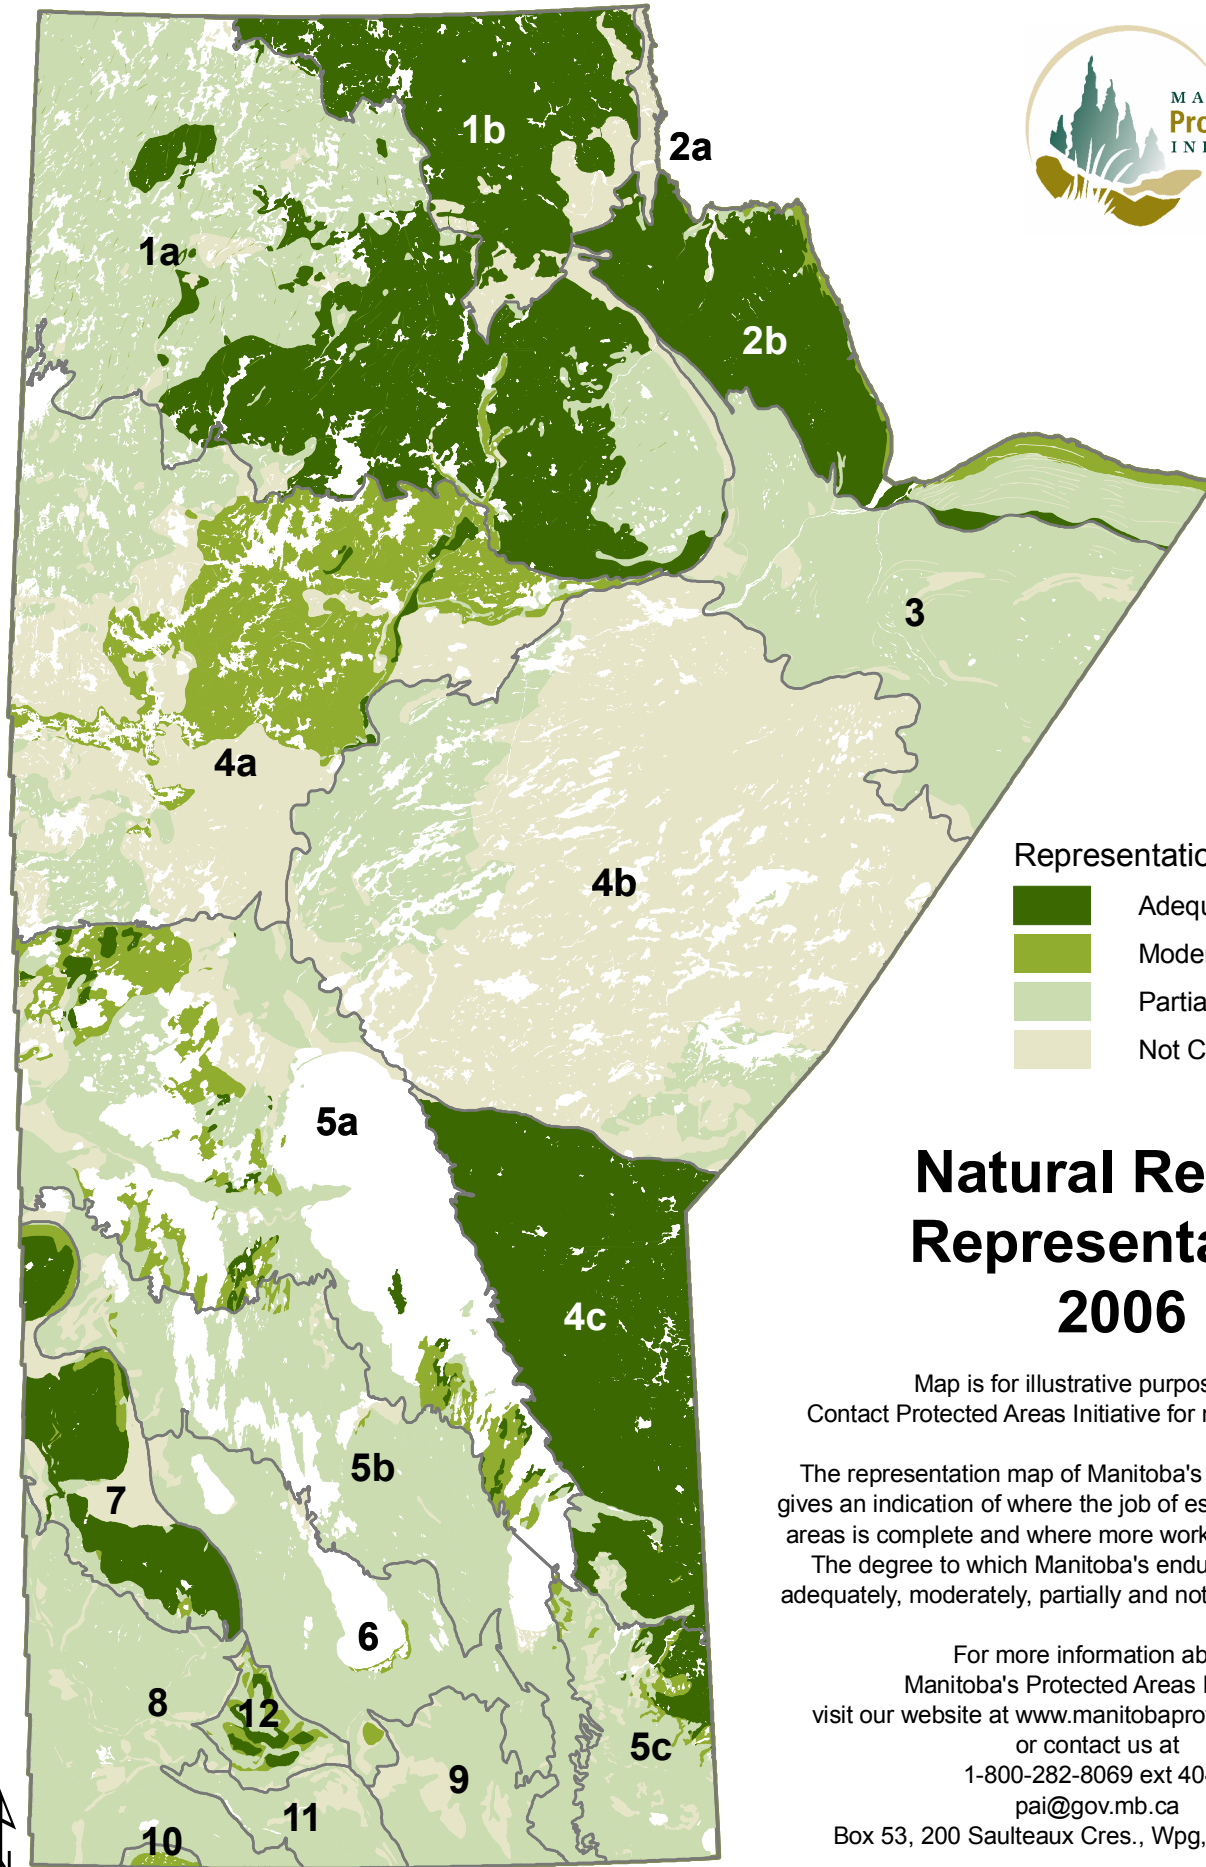 MA
Pro
1b
2a
1a
2b
3
4a
4b
Representatio
Adequ
Moder
Partia
Not C
5a
Natural Re
Representa
2006
4c
Map is for illustrative purpos
Contact Protected Areas Initiative for r
5b
The representation map of Manitoba's
gives an indication of where the job of es
7
areas is complete and where more work
The degree to which Manitoba's endu
adequately, moderately, partially and not
6
For more information ab
Manitoba's Protected Areas I
8
12
visit our website at www.manitobapro
5c
or contact us at
9
1-800-282-8069 ext 40
pai@gov.mb.ca
11
10
Box 53, 200 Saulteaux Cres., Wpg,